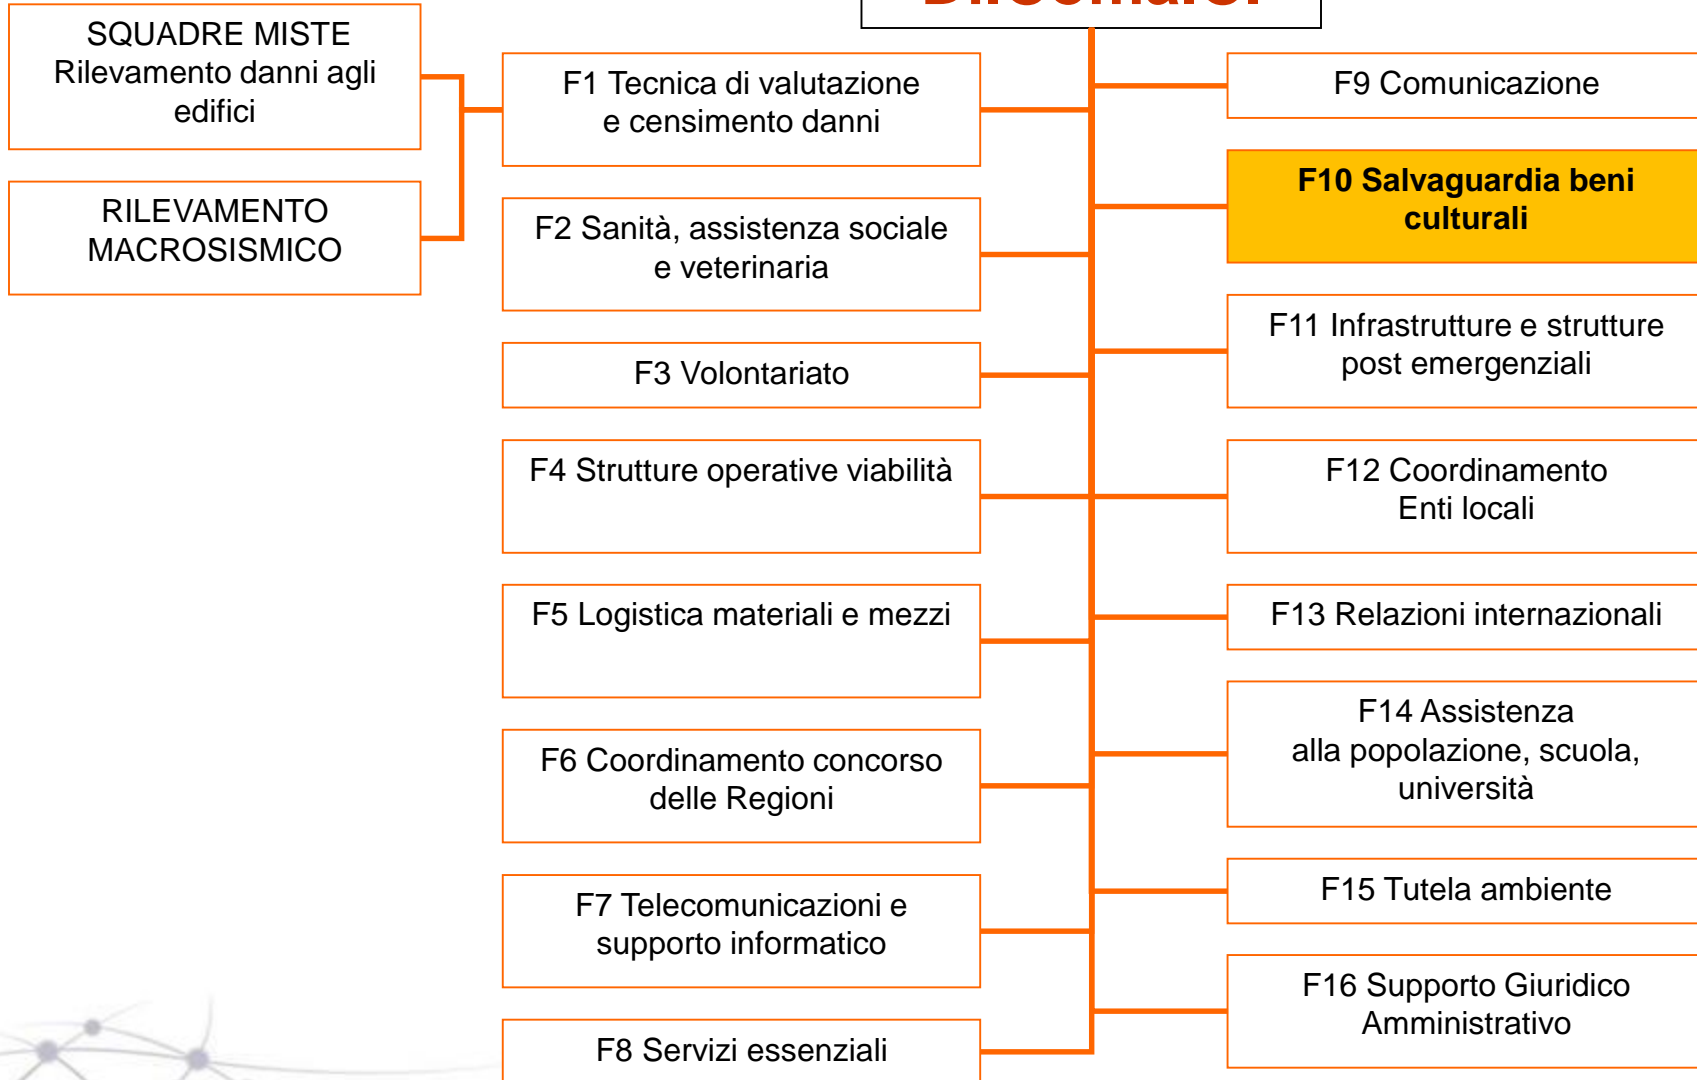 Di.Coma.C.
SQUADRE MISTE
Rilevamento danni agli
edifici
RILEVAMENTO
MACROSISMICO
F1 Tecnica di valutazione
e censimento danni
F2 Sanità, assistenza sociale
e veterinaria
F3 Volontariato
F4 Strutture operative viabilità
F5 Logistica materiali e mezzi
F6 Coordinamento concorso
delle Regioni
F7 Telecomunicazioni e
supporto informatico
F8 Servizi essenziali
F9 Comunicazione
F10 Salvaguardia beni
culturali
F11 Infrastrutture e strutture
post emergenziali
F12 Coordinamento
Enti locali
F13 Relazioni internazionali
F14 Assistenza
alla popolazione, scuola,
università
F15 Tutela ambiente
F16 Supporto Giuridico
Amministrativo